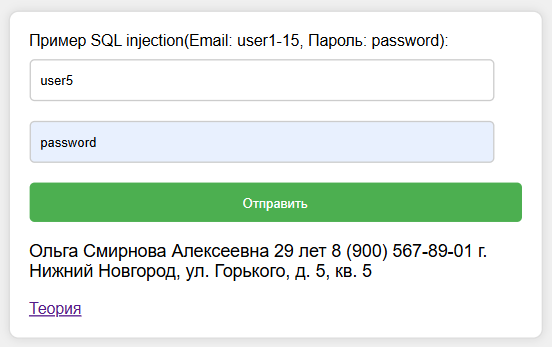 Пример SQL injection(Email: user1-15, Пароль: password):
user5
password
Отправить
Ольга Смирнова Алексеевна 29 лет 8 (900) 567-89-01 г.
Нижний Новгород, ул. Горького, д. 5, кв. 5
Теория